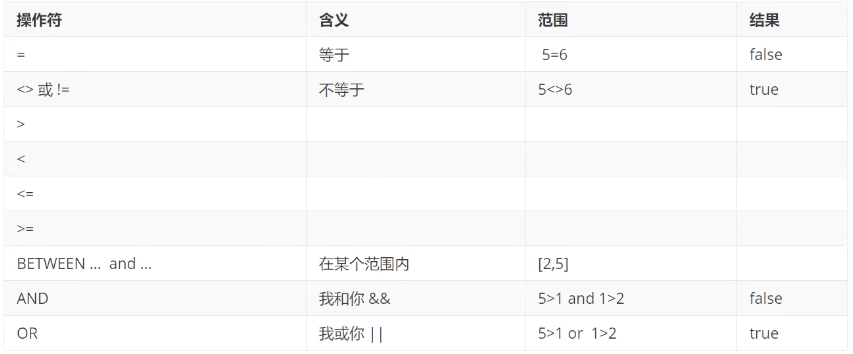 操作符 含义 范围 结果
= 等于 5=6 false
<> 或 != 不等于 5<>6 true
>
<
<=
>=
BETWEEN ... and ... 在某个范围内 [2,5]
AND 我和你 && 5>1 and 1>2 false
OR 我或你 || 5>1 or 1>2 true